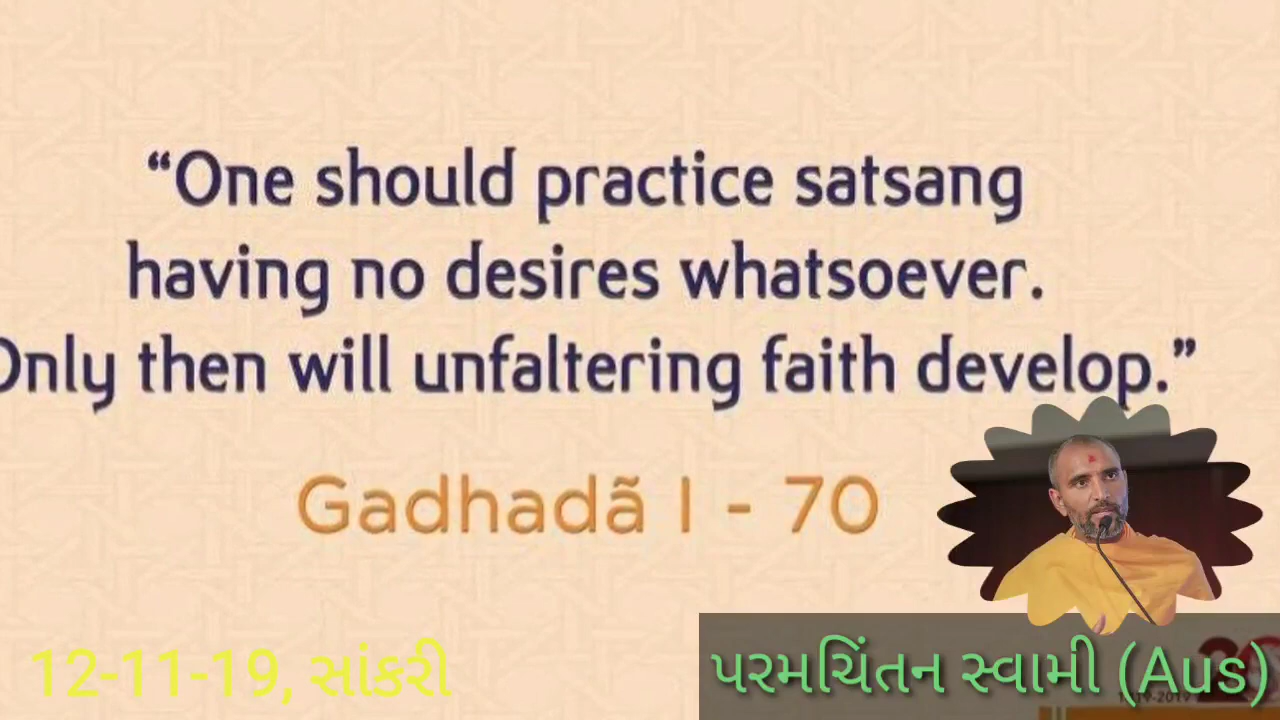 “One should practice satsang
having no desires whatsoever.
Only then will unfaltering faith develop.”
Gadhadã I - 70
12-11-19, સાંકરી
પરમચિંતન સ્વામી (Aus)